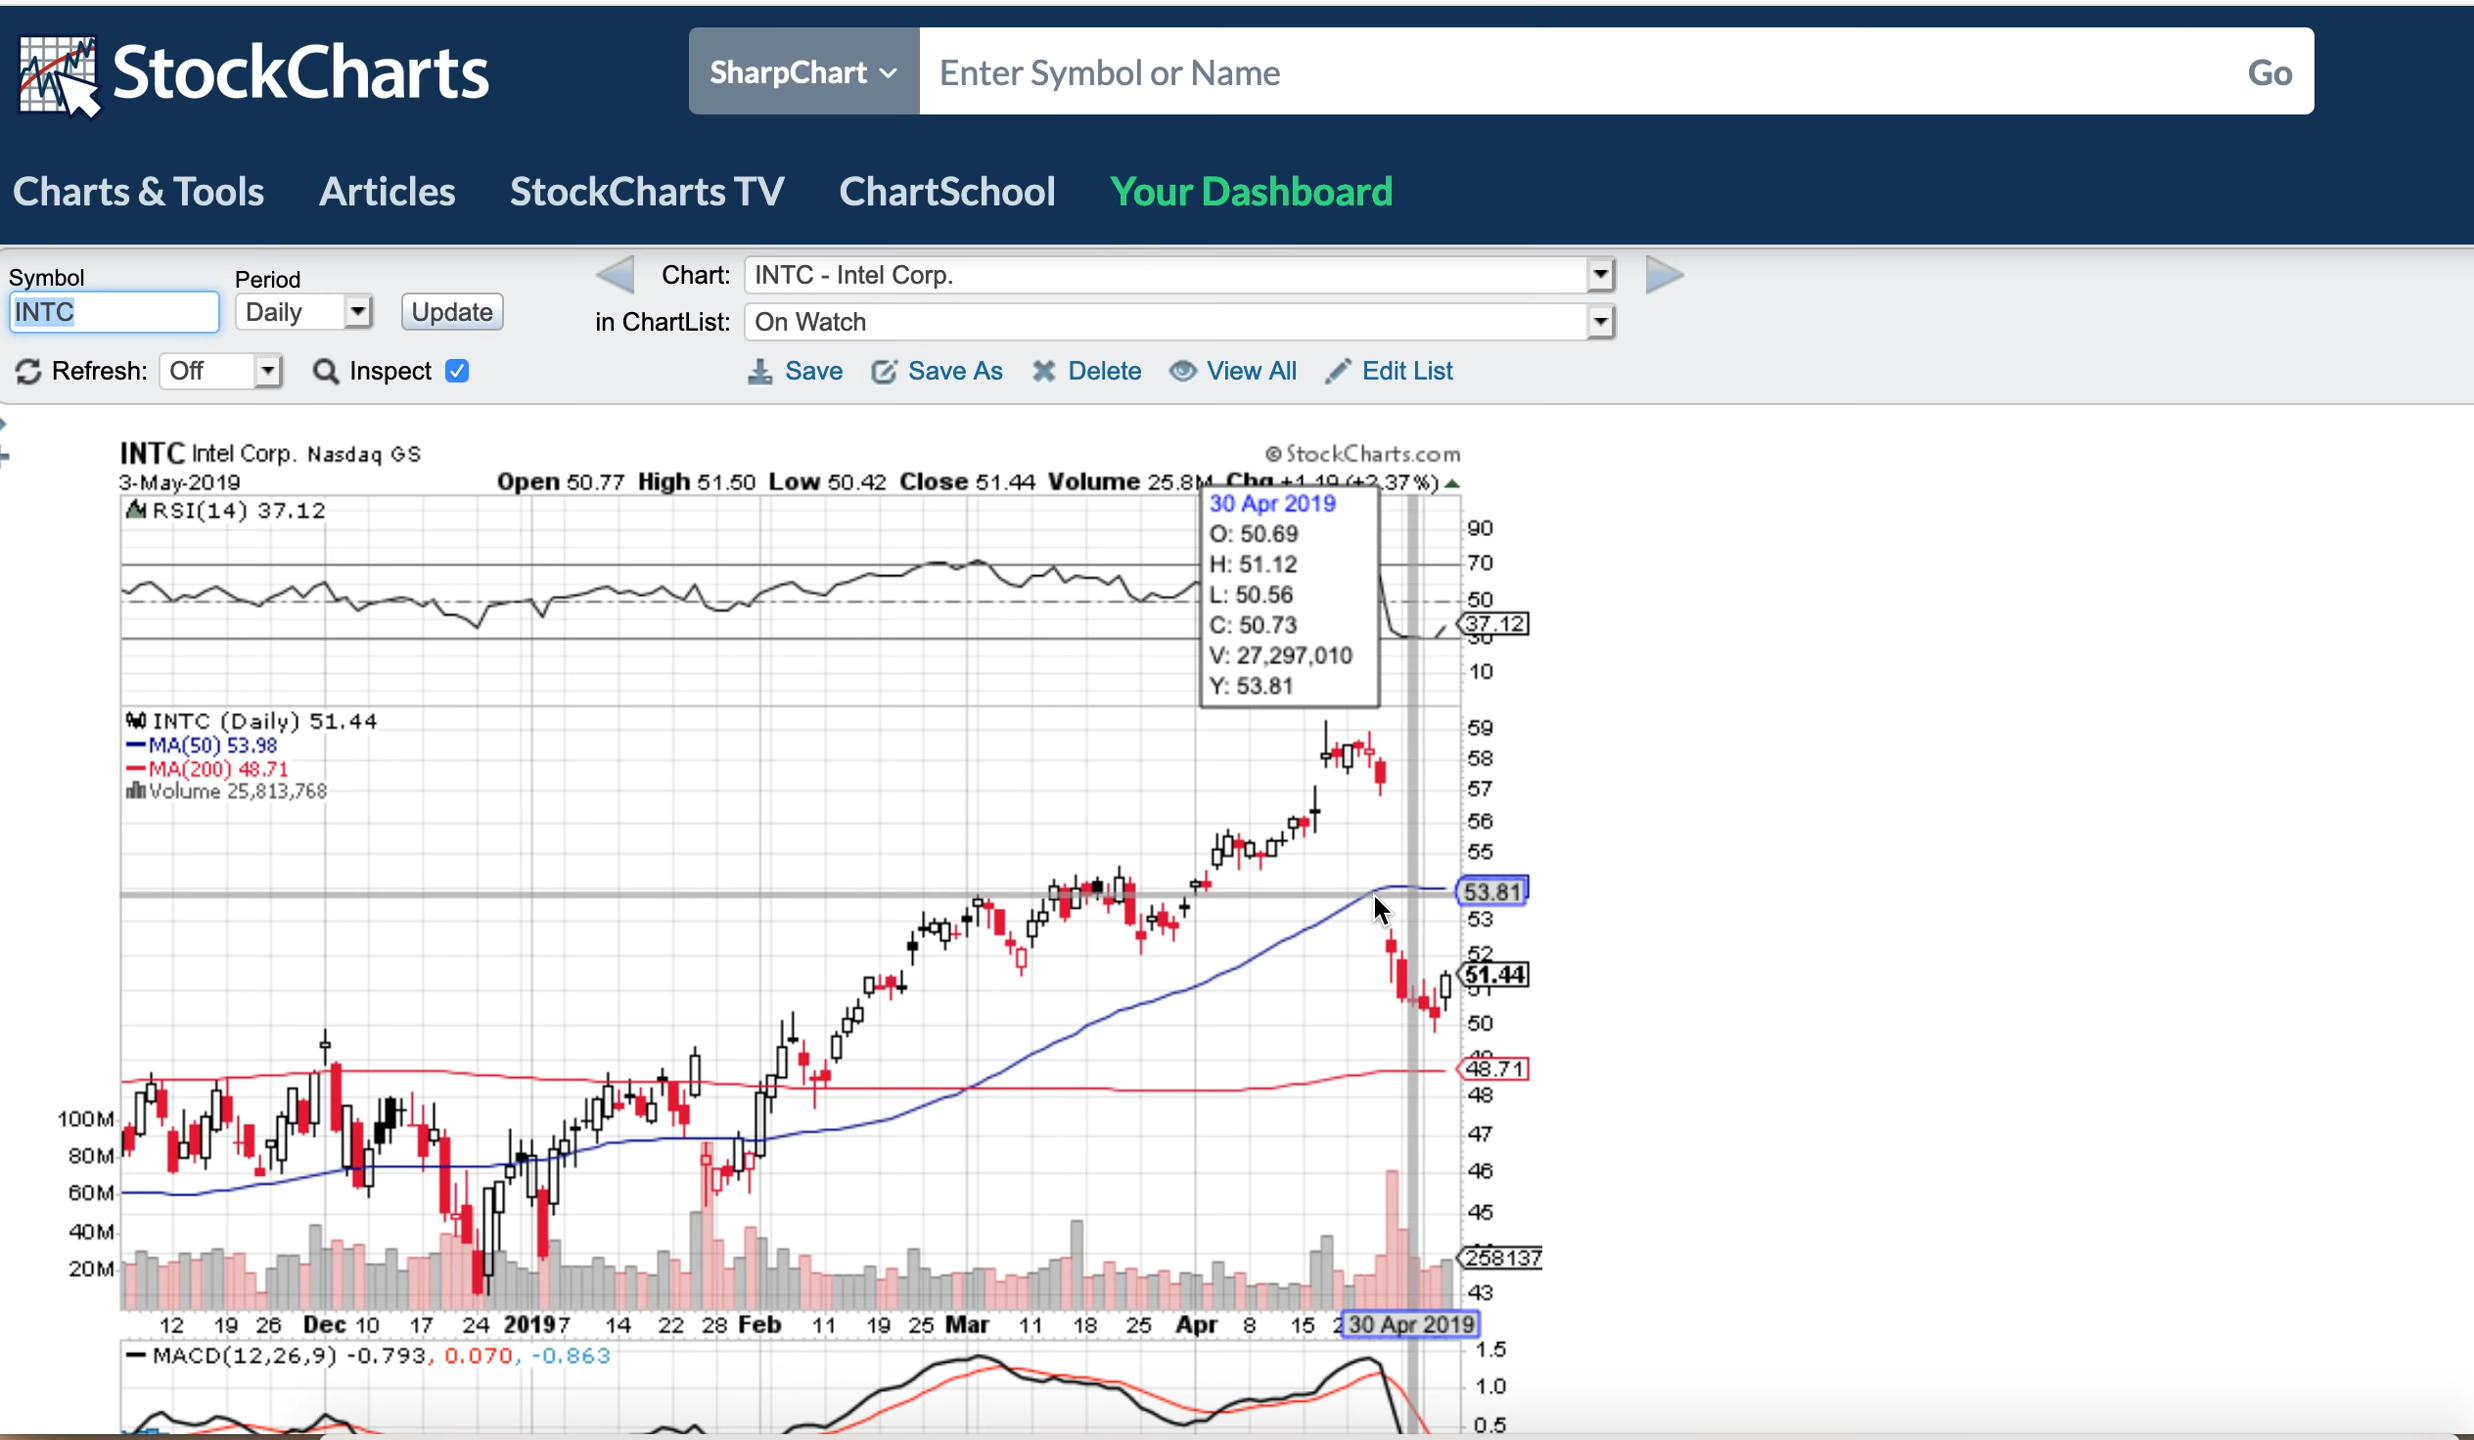 StockCharts
SharpChart Enter Symbol or Name Go
Charts & Tools Articles StockCharts TV ChartSchool Your Dashboard
Symbol Period
INTC Daily Update
Chart: INTC - Intel Corp.
in ChartList: On Watch
Refresh: Off Inspect
Save Save As Delete View All Edit List
INTC Intel Corp. Nasdaq GS © StockCharts.com
3-May-2019 Open 50.77 High 51.50 Low 50.42 Close 51.44 Volume 25.8M Chg +1.19 (+2.37%)
RSI(14) 37.12
30 Apr 2019
O: 50.69
H: 51.12
L: 50.56
C: 50.73
V: 27,297,010
Y: 53.81
90
70
50
37.12
30
10
INTC (Daily) 51.44
MA(50) 53.98
MA(200) 48.71
Volume 25,813,768
59
58
57
56
55
53.81
53
52
51.44
51
50
49
48.71
48
47
46
45
258137
43
100M
80M
60M
40M
20M
12 19 26 Dec 10 17 24 2019 7 14 22 28 Feb 11 19 25 Mar 11 18 25 Apr 8 15 2 30 Apr 2019
MACD(12,26,9) -0.793, 0.070, -0.863
1.5
1.0
0.5